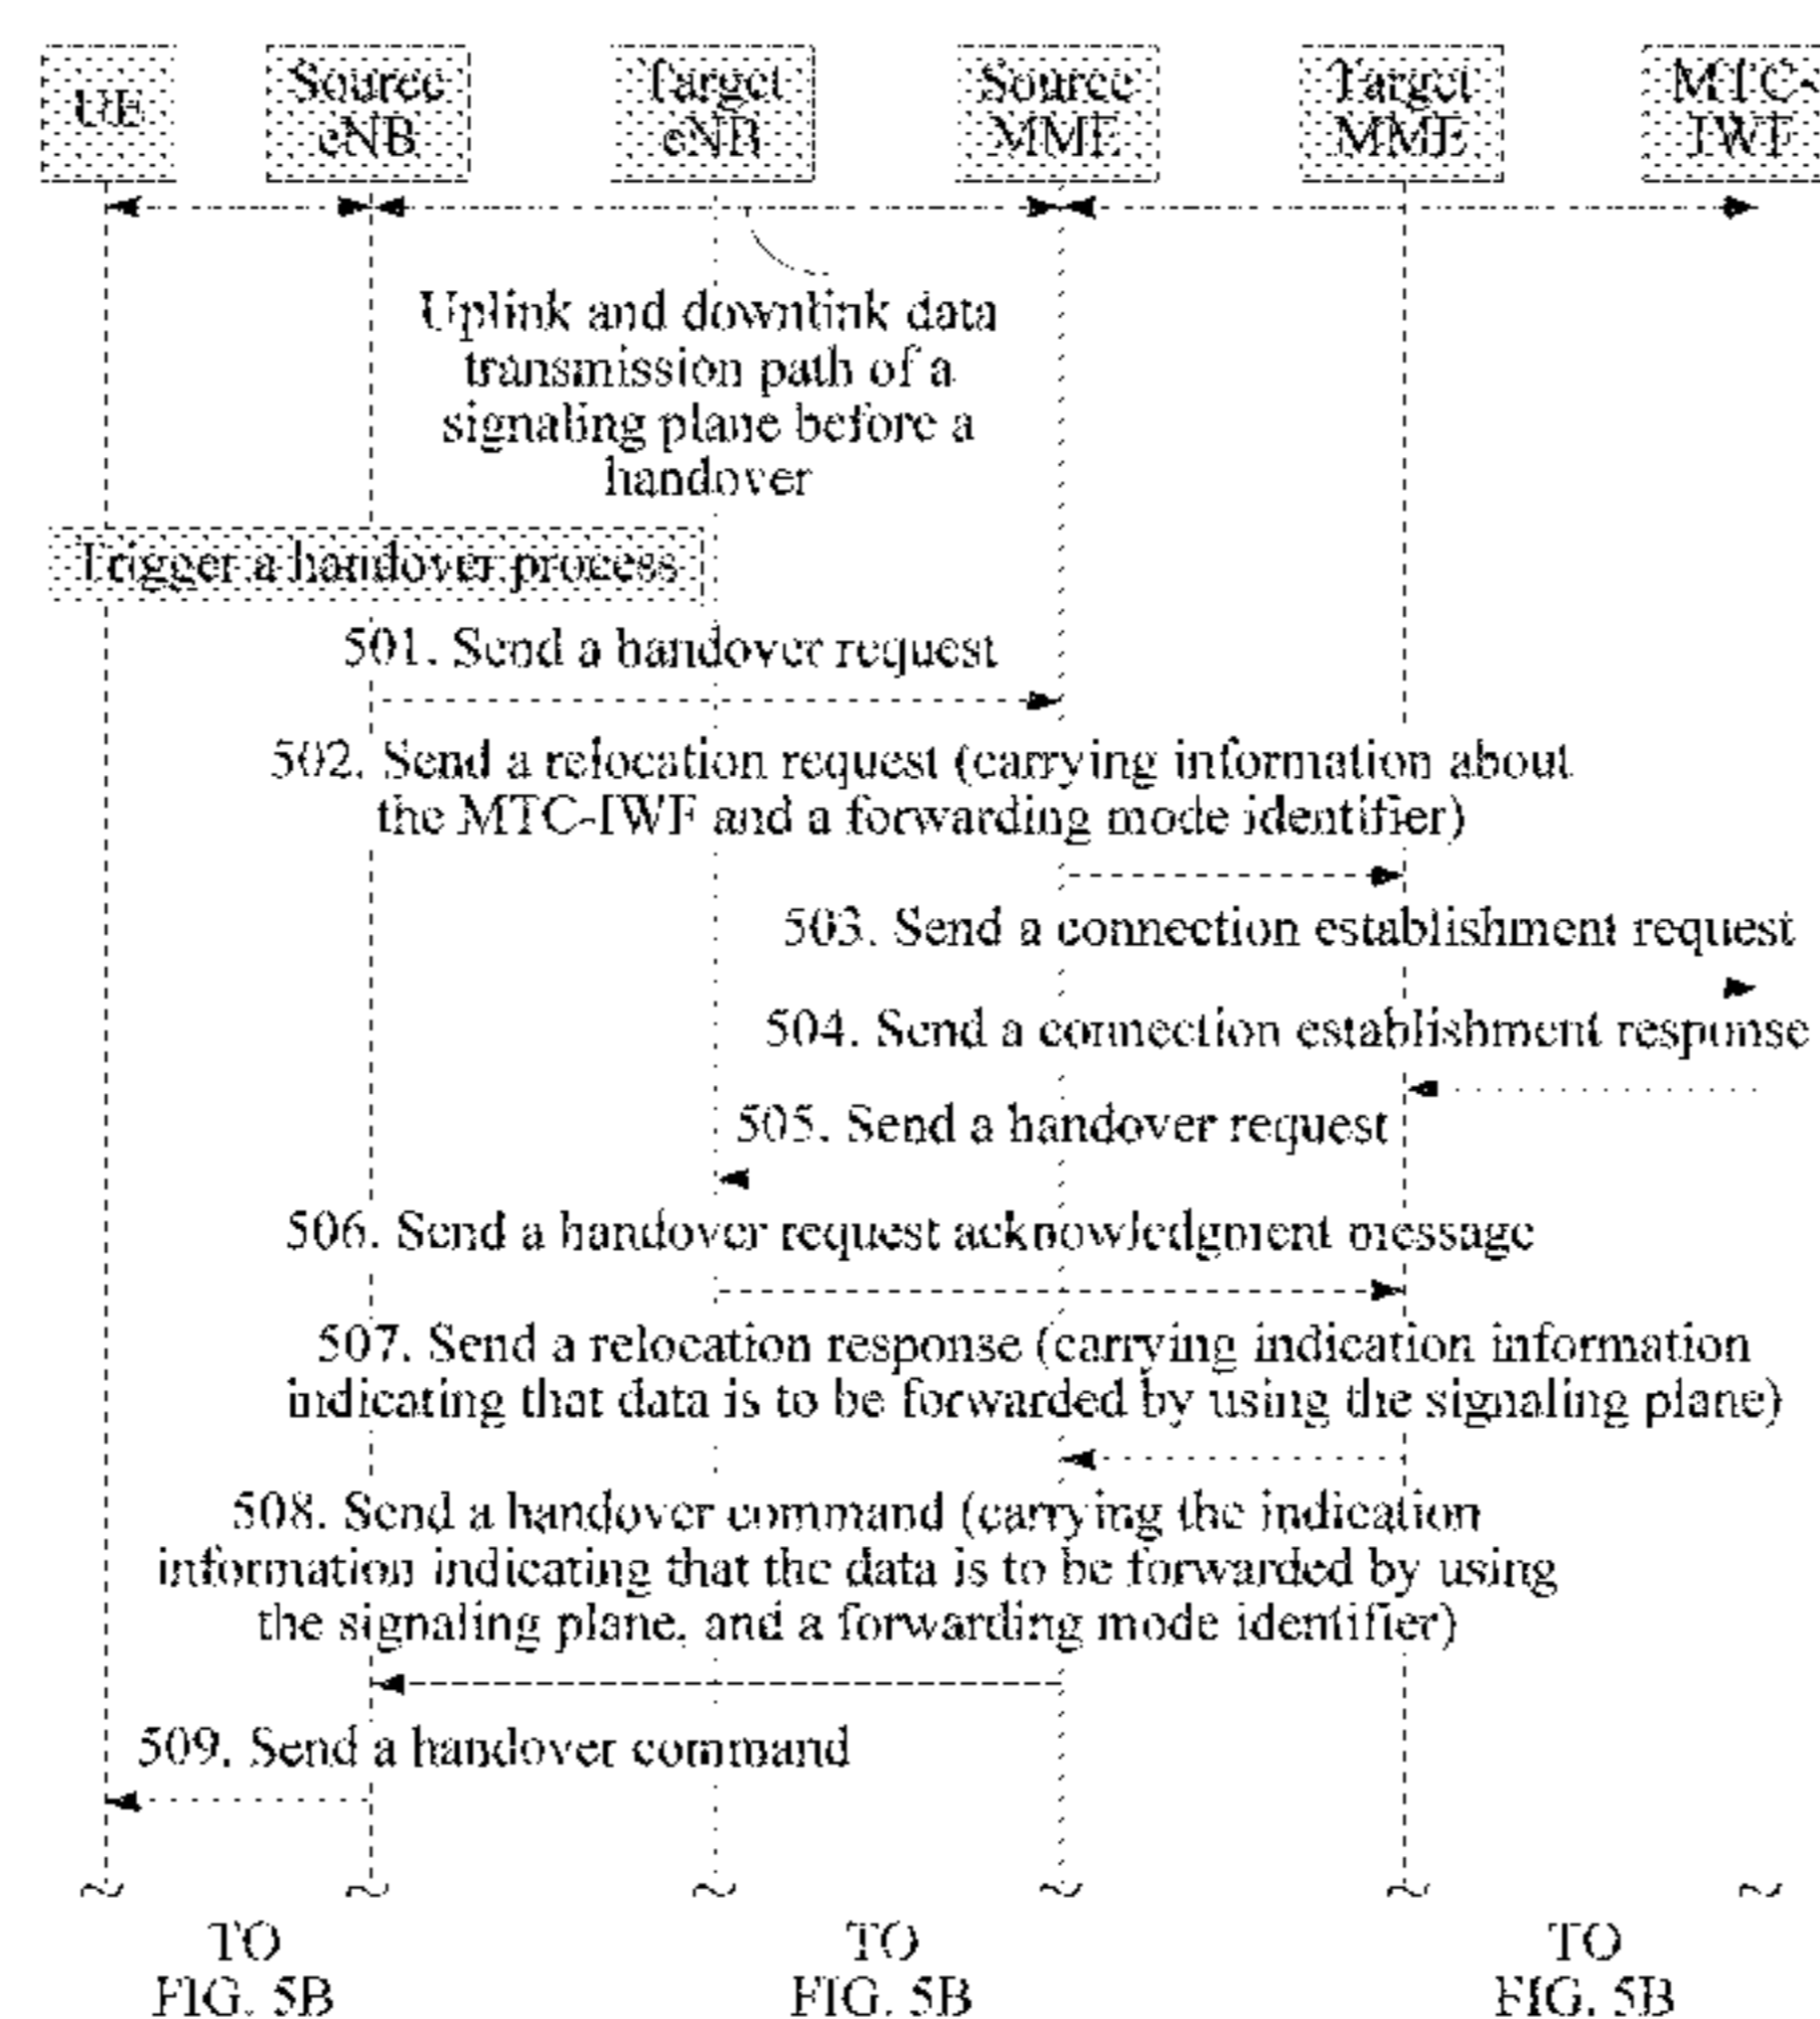 UE
Source
eNB
Target
eNB
Source
MME
Target
MME
MTC-
IWF
Uplink and downlink data
transmission path of a
signaling plane before a
handover
Trigger a handover process
501. Send a handover request
502. Send a relocation request (carrying information about
the MTC-IWF and a forwarding mode identifier)
503. Send a connection establishment request
504. Send a connection establishment response
505. Send a handover request
506. Send a handover request acknowledgment message
507. Send a relocation response (carrying indication information
indicating that data is to be forwarded by using the signaling plane)
508. Send a handover command (carrying the indication
information indicating that the data is to be forwarded by using
the signaling plane, and a forwarding mode identifier)
509. Send a handover command
TO
FIG. 5B
TO
FIG. 5B
TO
FIG. 5B